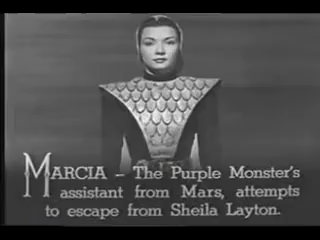 MARCIA – The Purple Monster's
assistant from Mars, attempts
to escape from Sheila Layton.